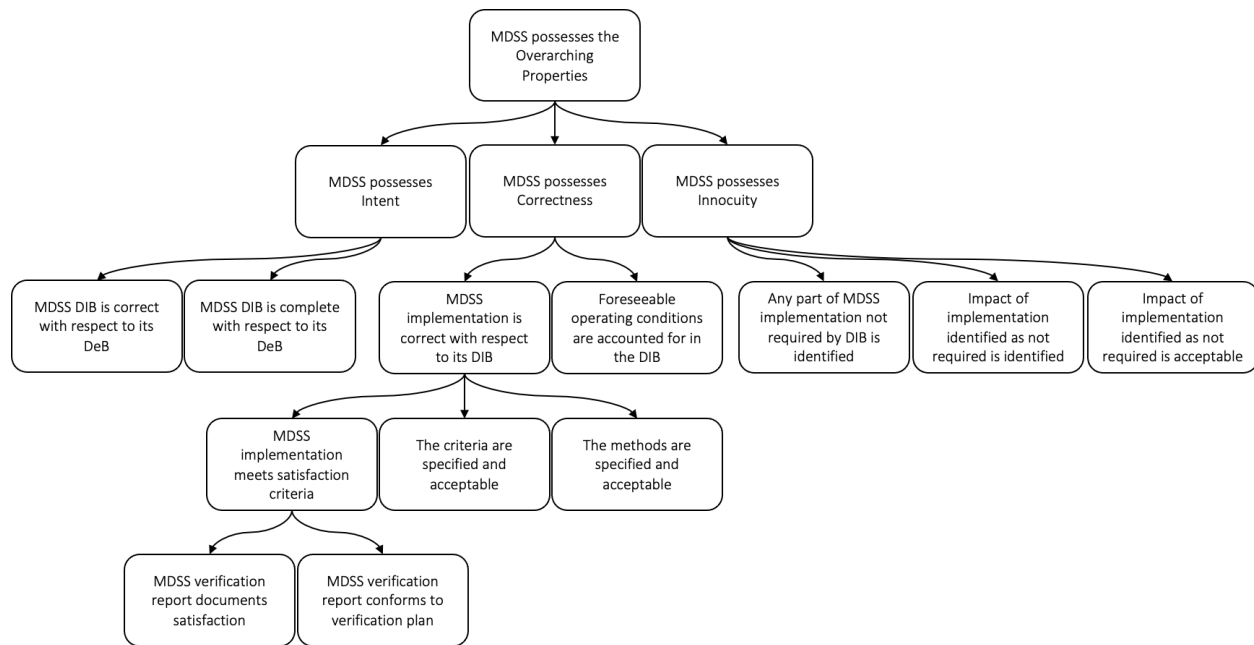 MDSS possesses the
Overarching
Properties
MDSS possesses
Intent
MDSS possesses
Correctness
MDSS possesses
Innocuity
MDSS DIB is correct
with respect to its
DeB
MDSS DIB is complete
with respect to its
DeB
MDSS
implementation is
correct with respect
to its DIB
Foreseeable
operating conditions
are accounted for in
the DIB
Any part of MDSS
implementation not
required by DIB is
identified
Impact of
implementation
identified as not
required is identified
Impact of
implementation
identified as not
required is acceptable
MDSS
implementation
meets satisfaction
criteria
The criteria are
specified and
acceptable
The methods are
specified and
acceptable
MDSS verification
report documents
satisfaction
MDSS verification
report conforms to
verification plan